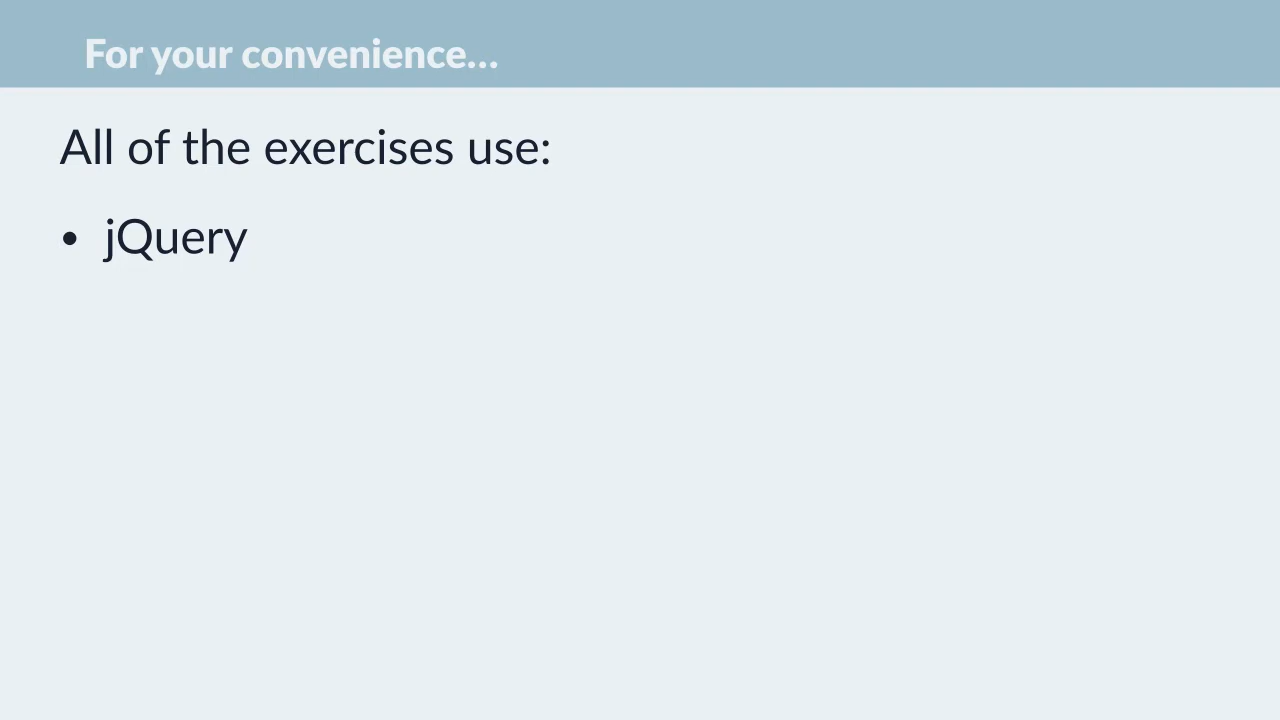 For your convenience...
All of the exercises use:
• jQuery